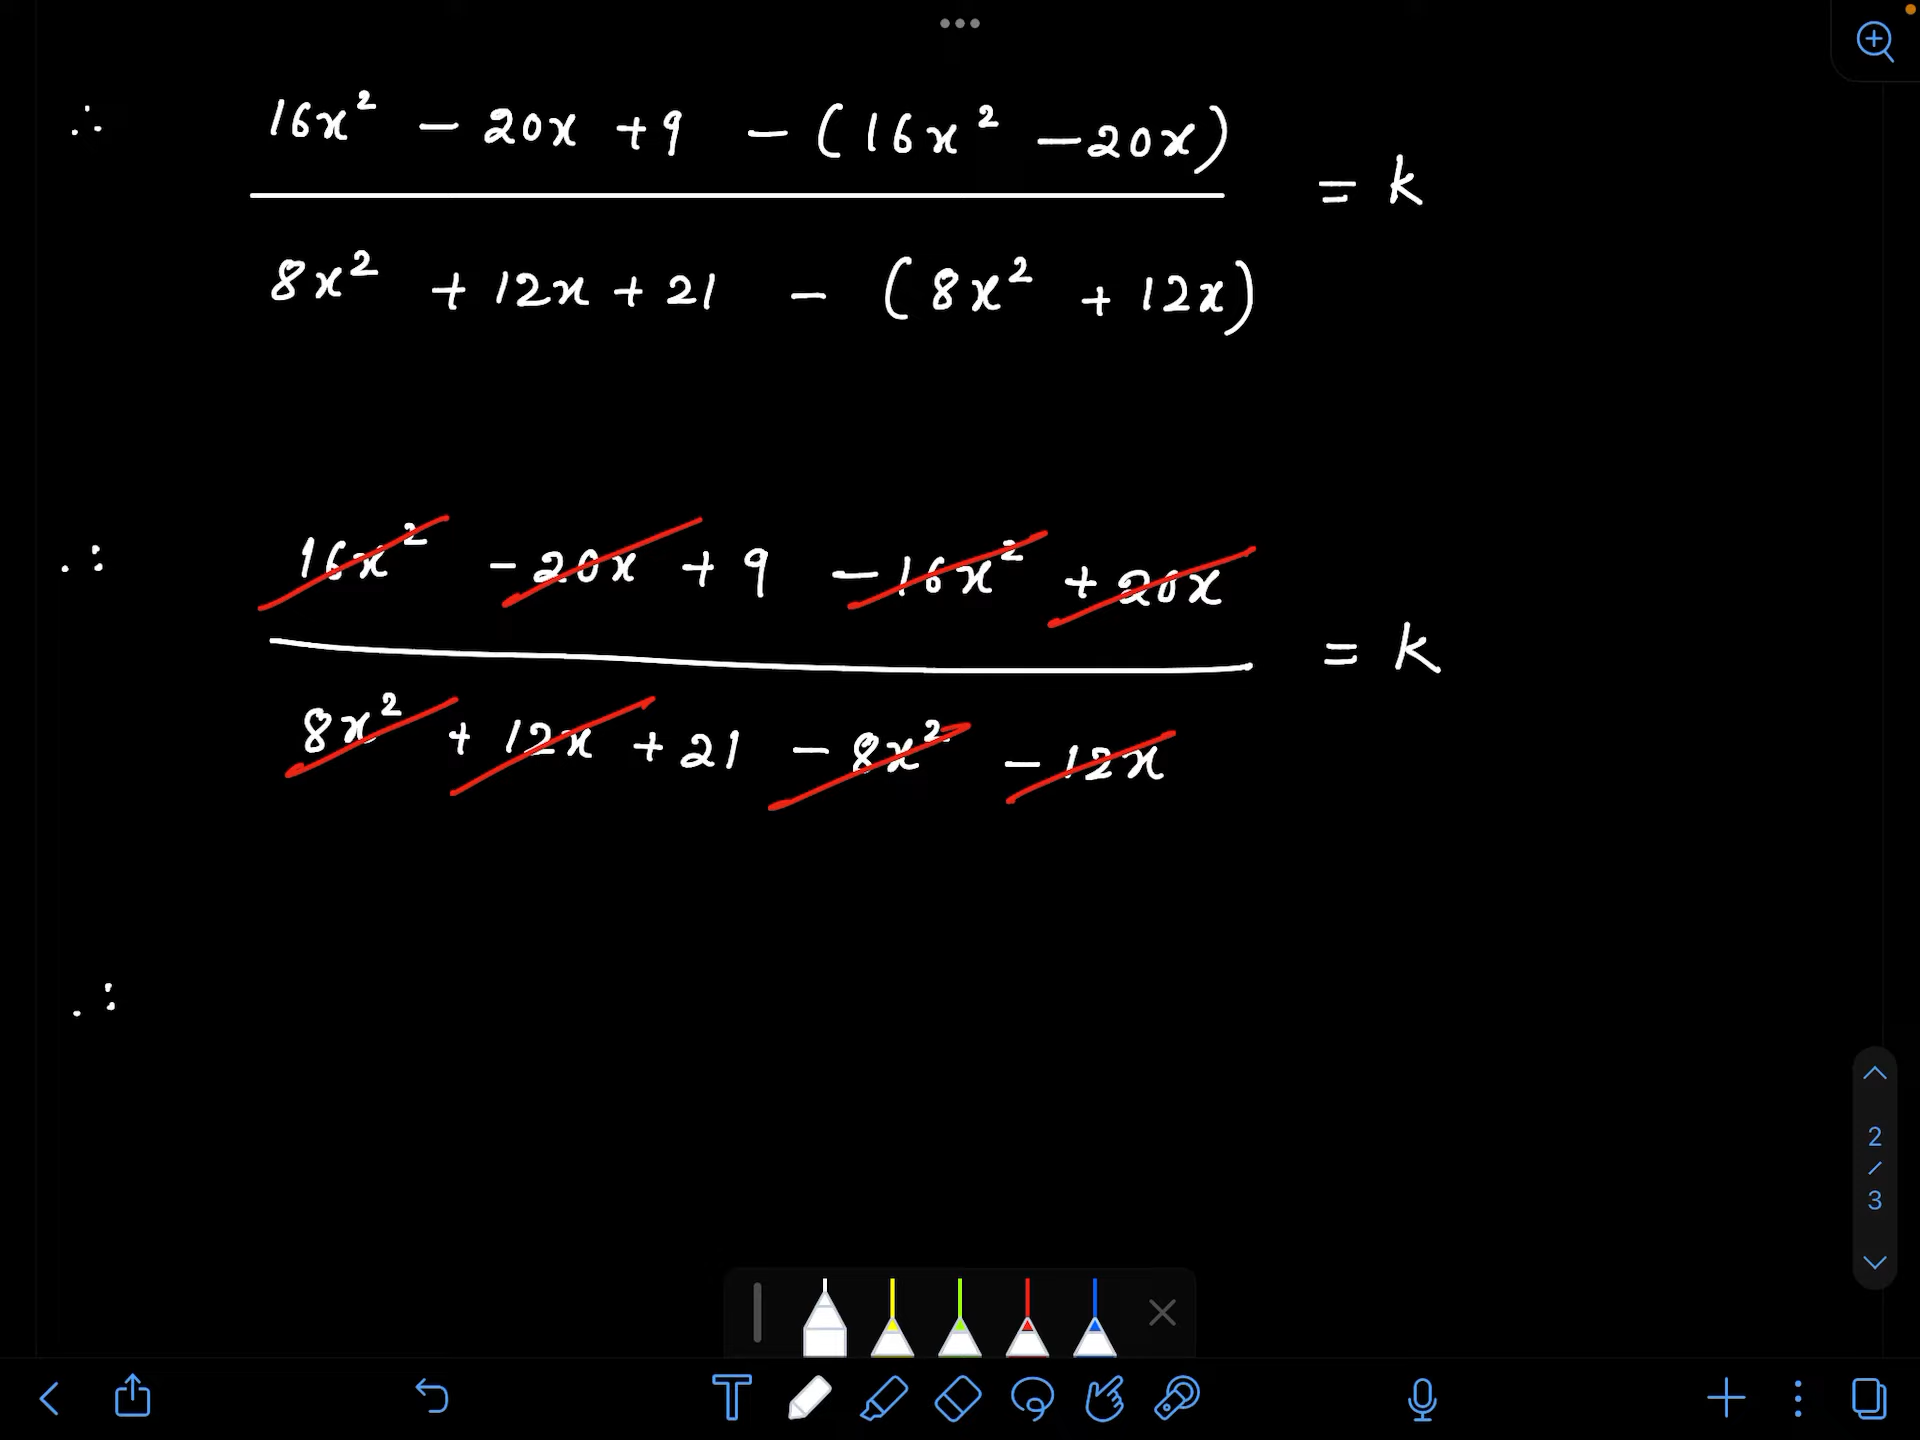 ∴ 16x² - 20x + 9 - (16x² - 20x)
= k
8x² + 12x + 21 - (8x² + 12x)
∴ 16x² - 20x + 9 - 16x² + 20x
= k
8x² + 12x + 21 - 8x² - 12x
∴
2
/
3
T